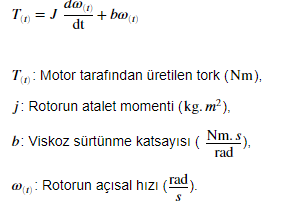 T(t) = J dω(t)/dt + bω(t)
T(t): Motor tarafından üretilen tork (Nm),
j: Rotorun atalet momenti (kg.m²),
b: Viskoz sürtünme katsayısı ( Nm.s/rad ),
ω(t): Rotorun açısal hızı (rad/s).